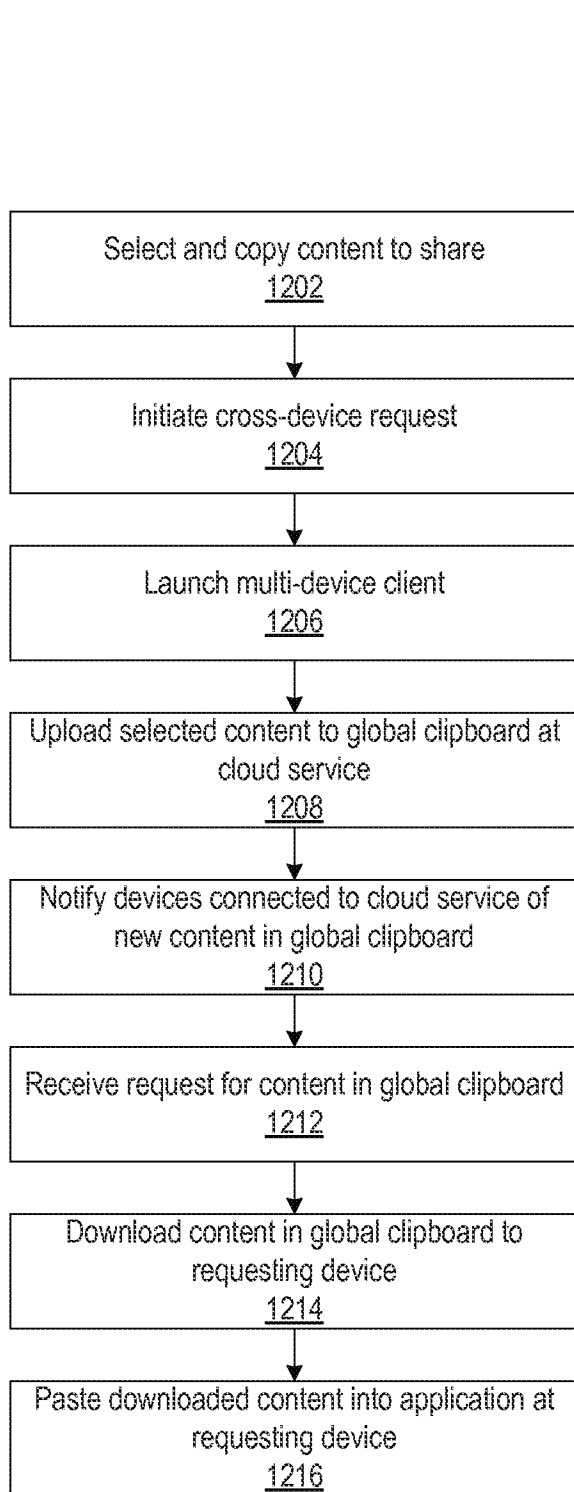 Select and copy content to share
1202
Initiate cross-device request
1204
Launch multi-device client
1206
Upload selected content to global clipboard at
cloud service
1208
Notify devices connected to cloud service of
new content in global clipboard
1210
Receive request for content in global clipboard
1212
Download content in global clipboard to
requesting device
1214
Paste downloaded content into application at
requesting device
1216